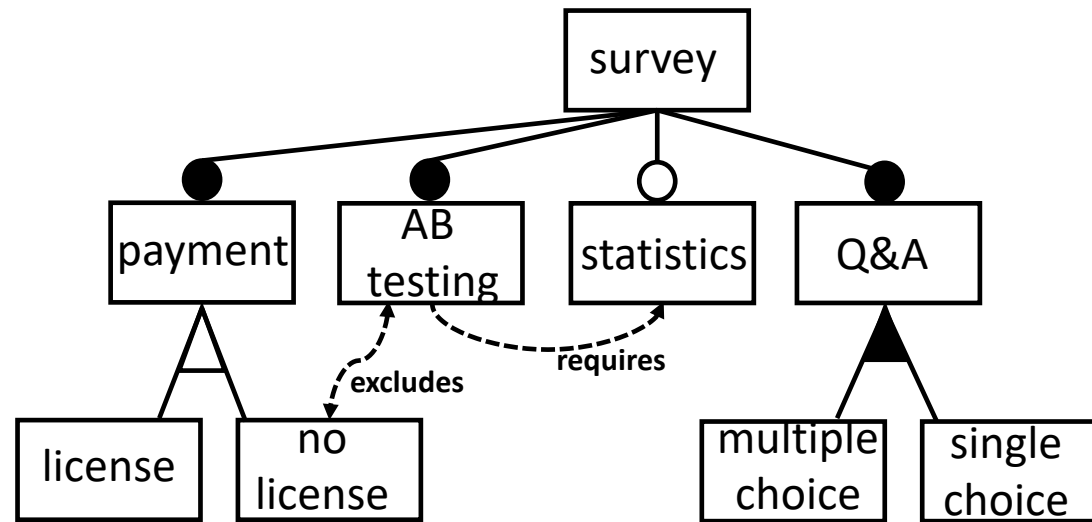 survey
payment
AB
testing
statistics
Q&A
excludes
requires
license
no
license
multiple
choice
single
choice